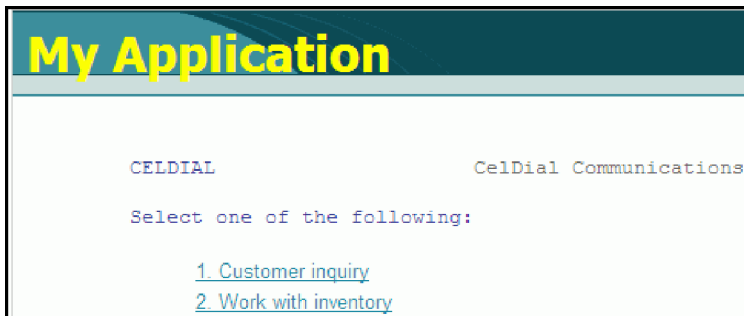 My Application
CELDIAL CelDial Communications
Select one of the following:
1. Customer inquiry
2. Work with inventory